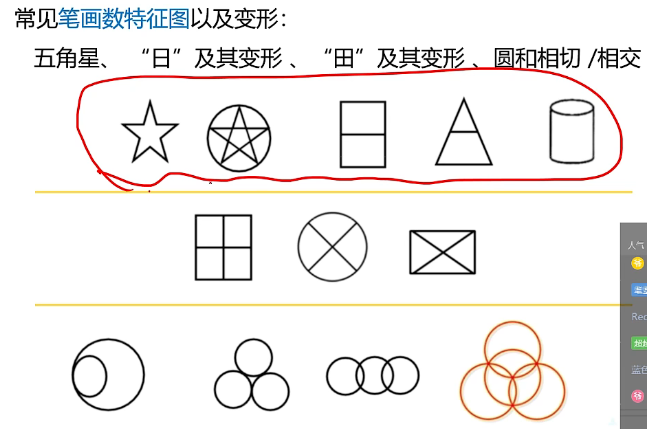 常见笔画数特征图以及变形：
五角星、 “日”及其变形 、“田”及其变形 、圆和相切 /相交
人气
Rec
蓝色